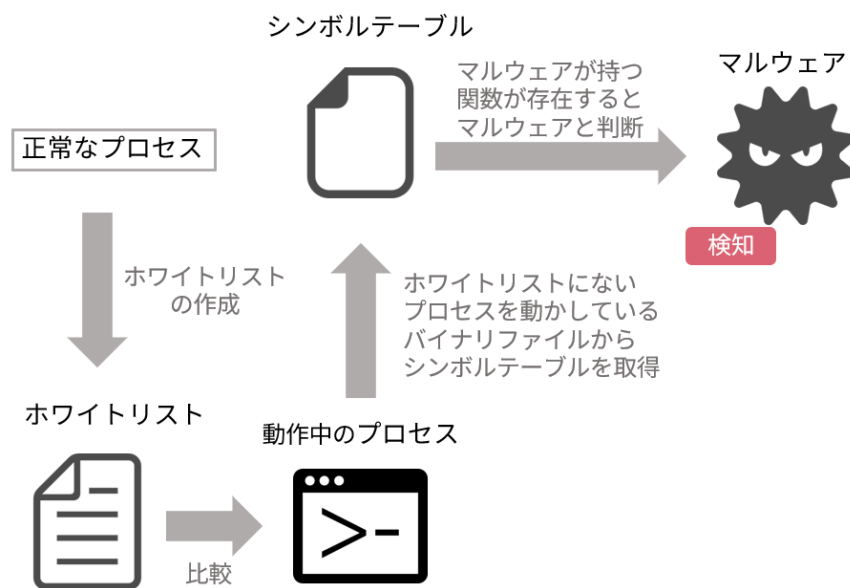 シンボルテーブル
マルウェアが持つ
関数が存在すると
マルウェアと判断
マルウェア
正常なプロセス
検知
ホワイトリスト
の作成
ホワイトリストにない
プロセスを動かしている
バイナリファイルから
シンボルテーブルを取得
ホワイトリスト
動作中のプロセス
比較